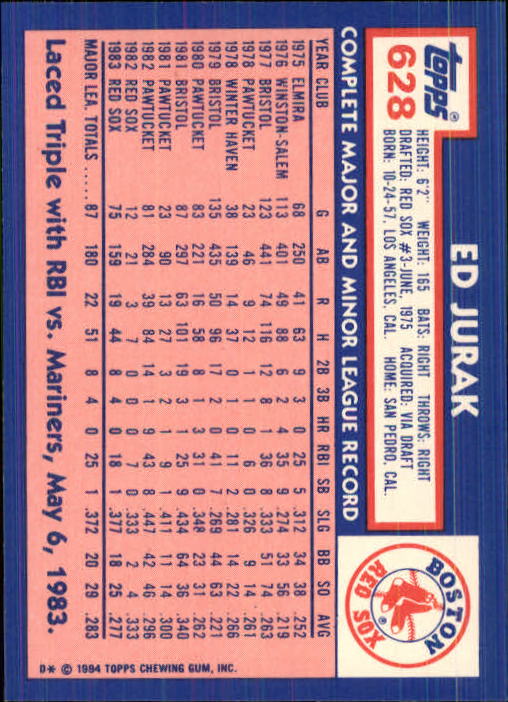 topps®
628
ED JURAK
HEIGHT: 6'2" WEIGHT: 165 BATS: RIGHT THROWS: RIGHT
DRAFTED: RED SOX #3-JUNE, 1975 ACQUIRED: VIA DRAFT
BORN: 10-24-57, LOS ANGELES, CAL. HOME: SAN PEDRO, CAL.
BOSTON
RED SOX
®
COMPLETE MAJOR AND MINOR LEAGUE RECORD
YEAR CLUB G AB R H 2B 3B HR RBI SB SLG BB SO AVG
1975 ELMIRA 68 250 41 63 9 3 0 25 5 .312 34 38 .252
1976 WINSTON-SALEM 113 401 49 88 6 2 4 35 9 .274 33 56 .219
1977 BRISTOL 123 441 74 116 12 8 1 36 8 .333 51 74 .263
1978 PAWTUCKET 23 46 9 12 1 1 0 6 0 .326 9 14 .261
1978 WINTER HAVEN 38 139 14 37 0 1 0 11 2 .281 14 22 .266
1979 BRISTOL 135 435 50 96 17 2 0 41 7 .269 44 63 .221
1980 PAWTUCKET 83 221 16 58 8 1 3 31 0 .348 23 31 .262
1981 BRISTOL 87 297 63 101 19 3 1 25 9 .434 64 36 .340
1981 PAWTUCKET 23 90 13 27 3 2 1 9 1 .411 11 14 .300
1982 PAWTUCKET 81 284 39 84 14 1 9 43 8 .447 42 46 .296
1982 RED SOX 12 21 3 7 0 0 0 7 0 .333 2 4 .333
1983 RED SOX 75 159 19 44 8 4 0 18 1 .377 18 25 .277
MAJOR LEA. TOTALS ..... 87 180 22 51 8 4 0 25 1 .372 20 29 .283
Laced Triple with RBI vs. Mariners, May 6, 1983.
D* © 1984 TOPPS CHEWING GUM, INC.